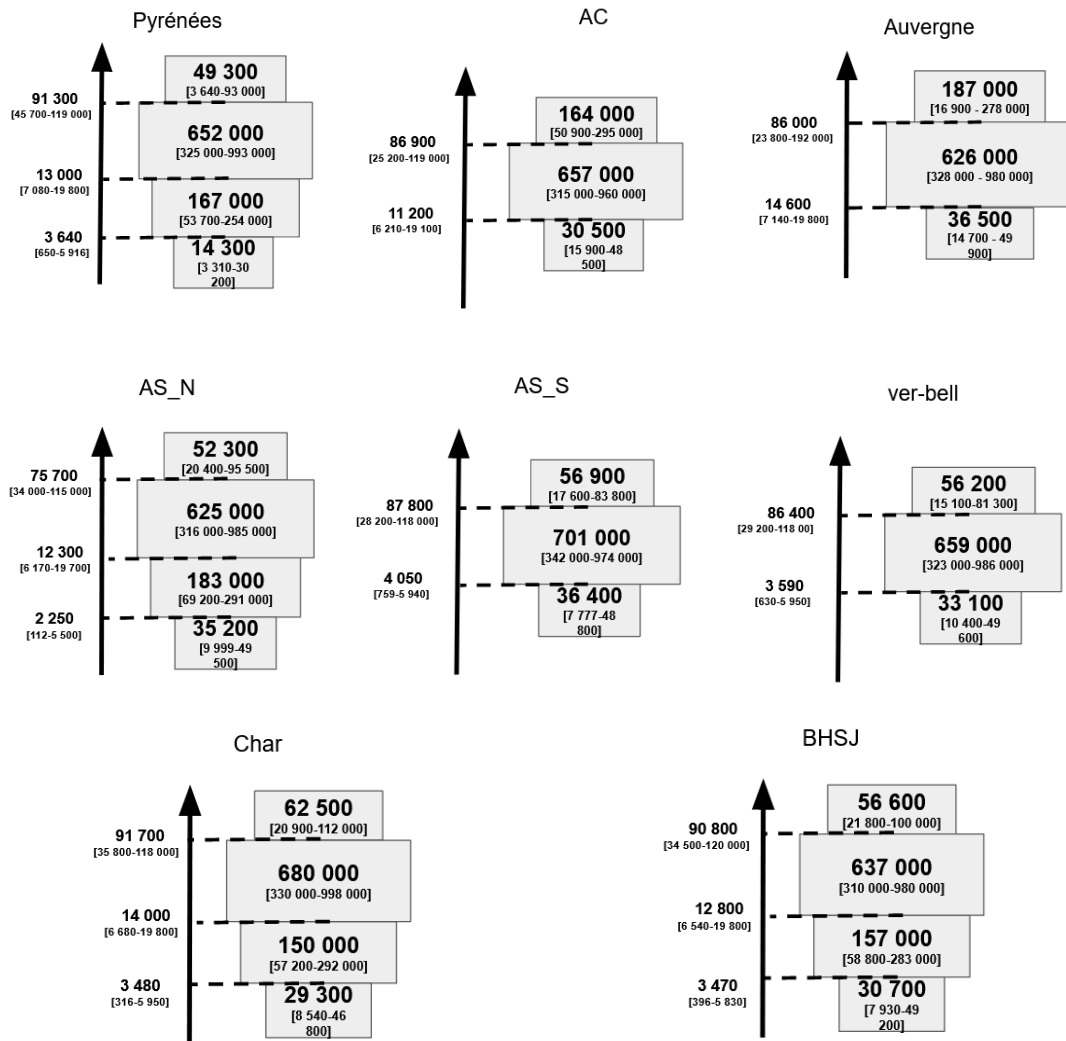 Pyrénées
49 300
[3 640-93 000]
91 300
[45 700-119 000]
652 000
[325 000-993 000]
13 000
[7 080-19 800]
167 000
[53 700-254 000]
3 640
[650-5 916]
14 300
[3 310-30
200]
AC
164 000
[50 900-295 000]
86 900
[25 200-119 000]
657 000
[315 000-960 000]
11 200
[6 210-19 100]
30 500
[15 900-48
500]
Auvergne
187 000
[16 900 - 278 000]
86 000
[23 800-192 000]
626 000
[328 000 - 980 000]
14 600
[7 140-19 800]
36 500
[14 700 - 49
900]
AS_N
52 300
[20 400-95 500]
75 700
[34 000-115 000]
625 000
[316 000-985 000]
12 300
[6 170-19 700]
183 000
[69 200-291 000]
2 250
[112-5 500]
35 200
[9 999-49
500]
AS_S
56 900
[17 600-83 800]
87 800
[28 200-118 000]
701 000
[342 000-974 000]
4 050
[759-5 940]
36 400
[7 777-48
800]
ver-bell
56 200
[15 100-81 300]
86 400
[29 200-118 00]
659 000
[323 000-986 000]
3 590
[630-5 950]
33 100
[10 400-49
600]
Char
62 500
[20 900-112 000]
91 700
[35 800-118 000]
680 000
[330 000-998 000]
14 000
[6 680-19 800]
150 000
[57 200-292 000]
3 480
[316-5 950]
29 300
[8 540-46
800]
BHSJ
56 600
[21 800-100 000]
90 800
[34 500-120 000]
637 000
[310 000-980 000]
12 800
[6 540-19 800]
157 000
[58 800-283 000]
3 470
[396-5 830]
30 700
[7 930-49
200]